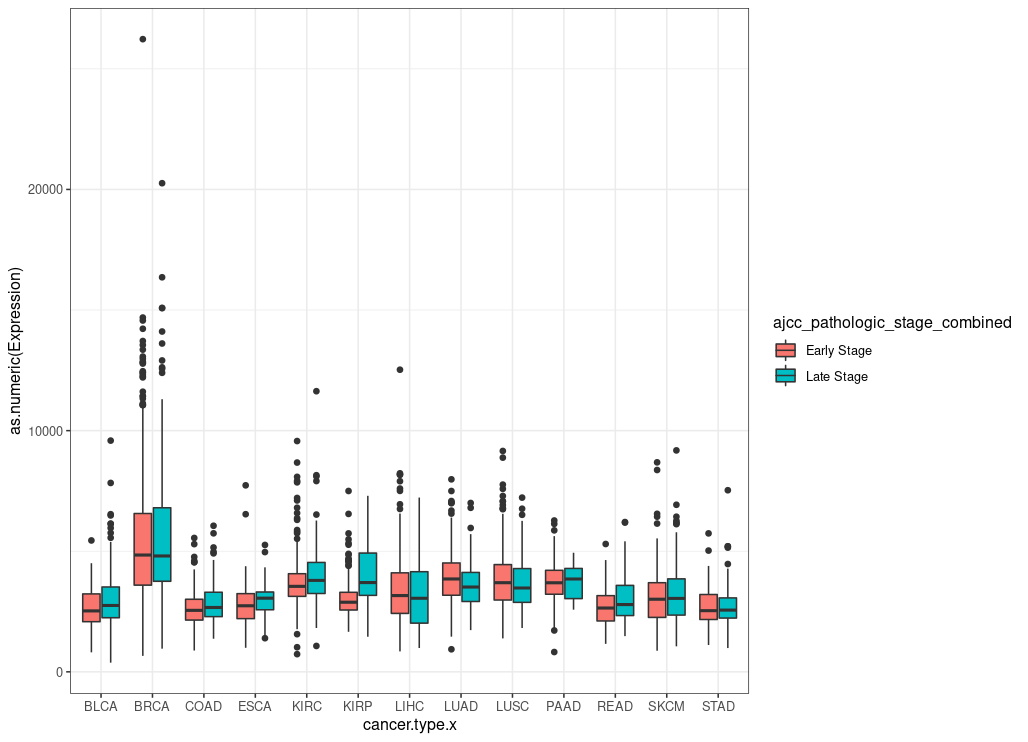 as.numeric(Expression)
20000
10000
0
BLCA BRCA COAD ESCA KIRC KIRP LIHC LUAD LUSC PAAD READ SKCM STAD
cancer.type.x
ajcc_pathologic_stage_combined
Early Stage
Late Stage